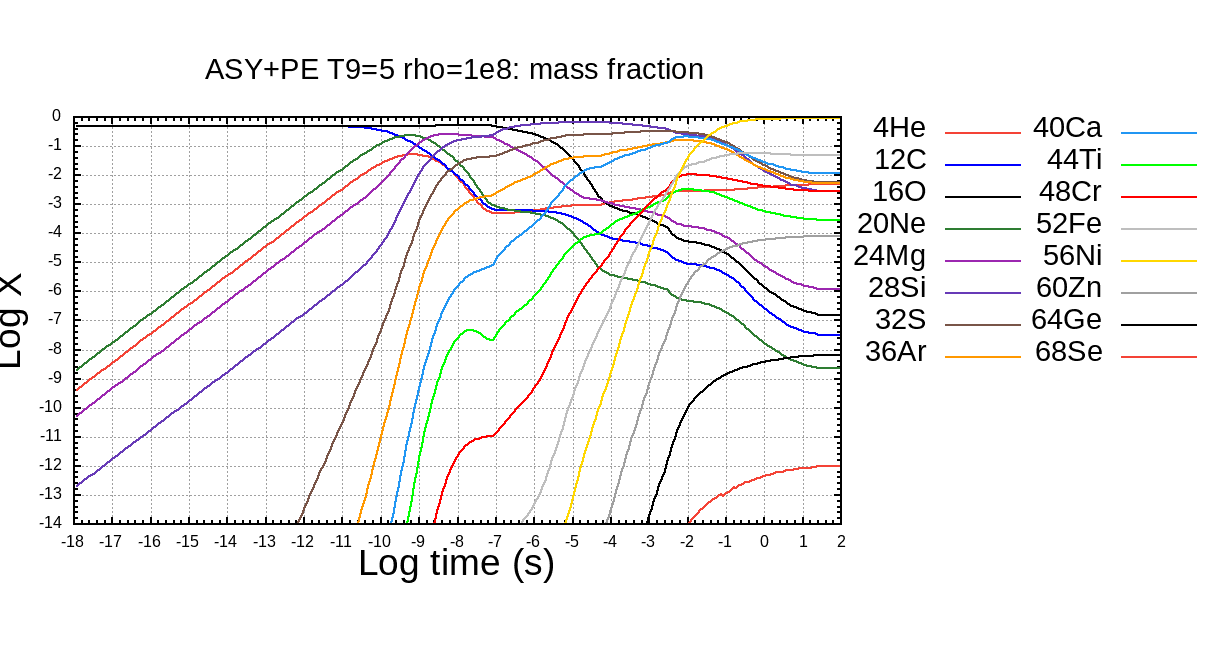 ASY+PE T9=5 rho=1e8: mass fraction
0
-1
-2
-3
-4
-5
-6
-7
-8
-9
-10
-11
-12
-13
-14
Log X
-18 -17 -16 -15 -14 -13 -12 -11 -10 -9 -8 -7 -6 -5 -4 -3 -2 -1 0 1 2
Log time (s)
4He 40Ca
12C 44Ti
16O 48Cr
20Ne 52Fe
24Mg 56Ni
28Si 60Zn
32S 64Ge
36Ar 68Se